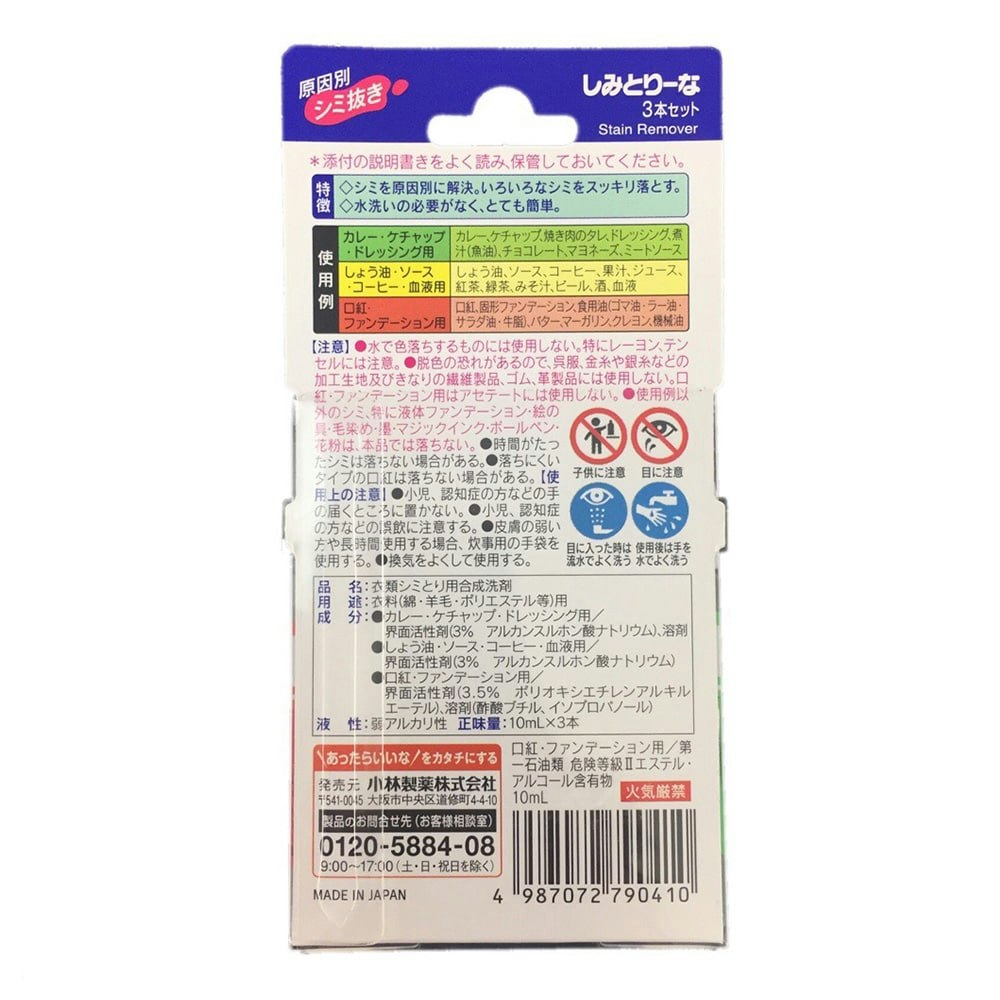 原因別
シミ抜き
しみとりーな
3本セット
Stain Remover
*添付の説明書きをよく読み、保管しておいてください。
特徴
◇シミを原因別に解決。いろいろなシミをスッキリ落とす。
◇水洗いの必要がなく、とても簡単。
使用例
カレー・ケチャップ
・ドレッシング用
カレー、ケチャップ、焼き肉のタレ、ドレッシング、煮
汁(魚油)、チョコレート、マヨネーズ、ミートソース
しょう油・ソース
・コーヒー・血液用
しょう油、ソース、コーヒー、果汁、ジュース、
紅茶、緑茶、みそ汁、ビール、酒、血液
口紅・
ファンデーション用
口紅、固形ファンデーション、食用油(ゴマ油・ラー油・
サラダ油・牛脂)、バター、マーガリン、クレヨン、機械油
【注意】●水で色落ちするものには使用しない。特にレーヨン、テン
セルには注意。●脱色の恐れがあるので、呉服、金糸や銀糸などの
加工生地及びきなりの繊維製品、ゴム、革製品には使用しない。口
紅・ファンデーション用はアセテートには使用しない。●使用例以
外のシミ、特に液体ファンデーション・絵の
具・毛染め・墨・マジックインク・ボールペン・
花粉は、本品では落ちない。●時間がたっ
たシミは落ちない場合がある。●落ちにくい
タイプの口紅は落ちない場合がある。【使
用上の注意】●小児、認知症の方などの手
の届くところに置かない。●小児、認知症
の方などの誤飲に注意する。●皮膚の弱い
方や長時間使用する場合、炊事用の手袋を
使用する。●換気をよくして使用する。
子供に注意
目に注意
目に入った時は
流水でよく洗う
使用後は手を
水でよく洗う
品 名:衣類シミとり用合成洗剤
用 途:衣料(綿・羊毛・ポリエステル等)用
成 分:●カレー・ケチャップ・ドレッシング用/
界面活性剤(3% アルカンスルホン酸ナトリウム)、溶剤
●しょう油・ソース・コーヒー・血液用/
界面活性剤(3% アルカンスルホン酸ナトリウム)
●口紅・ファンデーション用/
界面活性剤(3.5% ポリオキシエチレンアルキル
エーテル)、溶剤(酢酸ブチル、イソプロパノール)
液 性:弱アルカリ性 正味量:10mL×3本
\あったらいいな/をカタチにする
発売元 小林製薬株式会社
〒541-0045 大阪市中央区道修町4-4-10
製品のお問合せ先(お客様相談室)
0120-5884-08
9:00〜17:00(土・日・祝日を除く)
MADE IN JAPAN
口紅・ファンデーション用/第
一石油類 危険等級Ⅱエステル・
アルコール含有物
10mL
火気厳禁
4 987072 790410